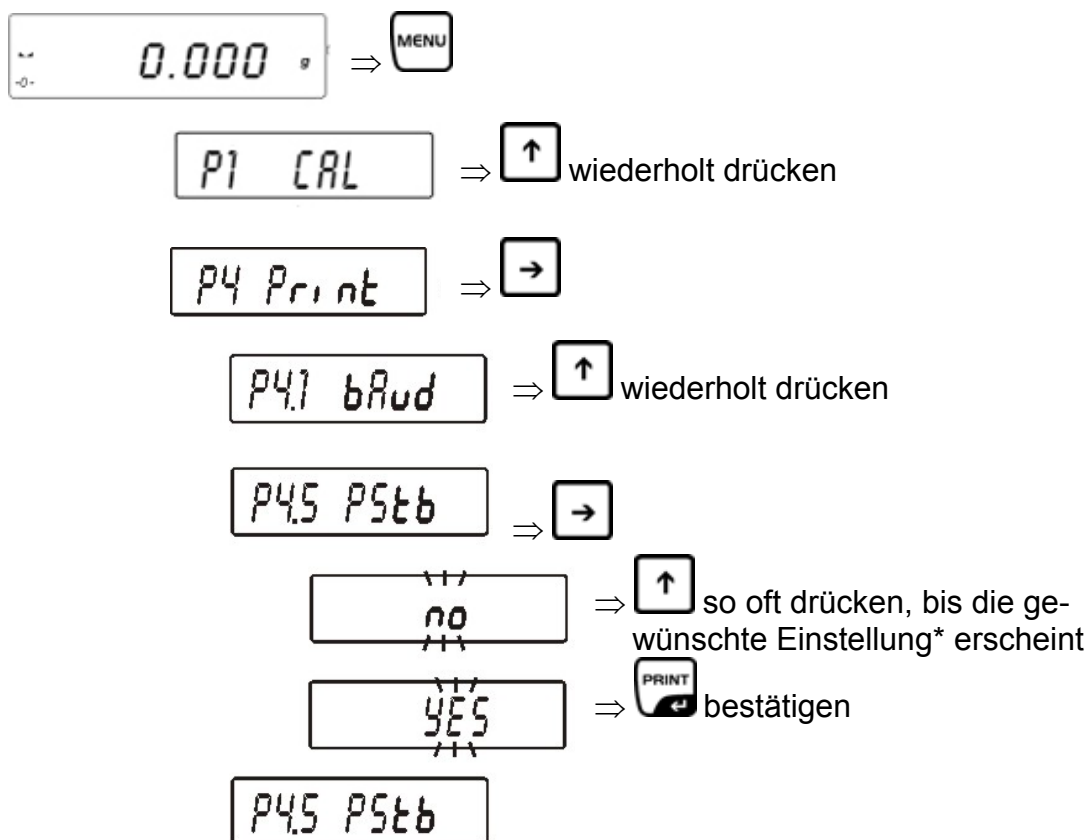 0.000 g ⇒ MENU
-0-
P1 CAL ⇒ ↑ wiederholt drücken
P4 Print ⇒ →
P4.1 bAud ⇒ ↑ wiederholt drücken
P4.5 PStb ⇒ →
no ⇒ ↑ so oft drücken, bis die ge-
wünschte Einstellung* erscheint
YES ⇒ PRINT bestätigen
P4.5 PStb